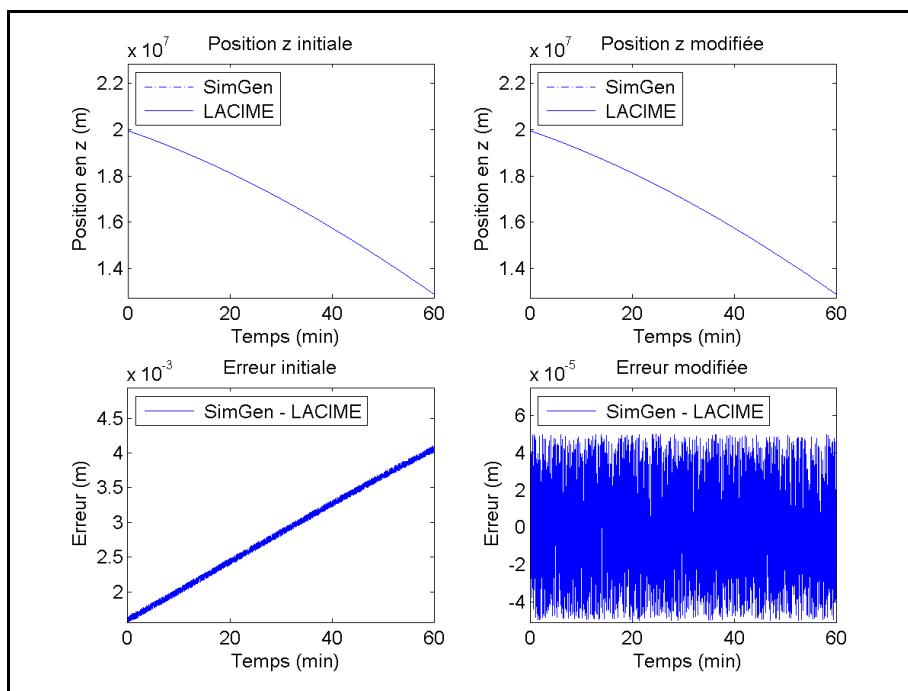 x 10^7
Position z initiale
SimGen
LACIME
2.2
2
1.8
1.6
1.4
Position en z (m)
0
20
40
60
Temps (min)
x 10^7
Position z modifiée
SimGen
LACIME
2.2
2
1.8
1.6
1.4
Position en z (m)
0
20
40
60
Temps (min)
x 10^-3
Erreur initiale
SimGen - LACIME
4.5
4
3.5
3
2.5
2
Erreur (m)
0
20
40
60
Temps (min)
x 10^-5
Erreur modifiée
SimGen - LACIME
6
4
2
0
-2
-4
Erreur (m)
0
20
40
60
Temps (min)